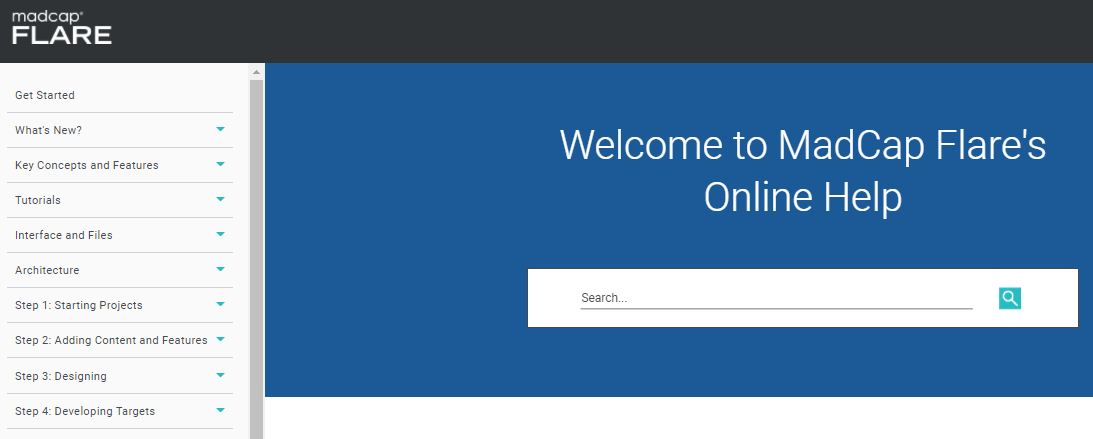 madcap®
FLARE
Get Started
What's New?
Key Concepts and Features
Tutorials
Interface and Files
Architecture
Step 1: Starting Projects
Step 2: Adding Content and Features
Step 3: Designing
Step 4: Developing Targets
Welcome to MadCap Flare's
Online Help
Search...